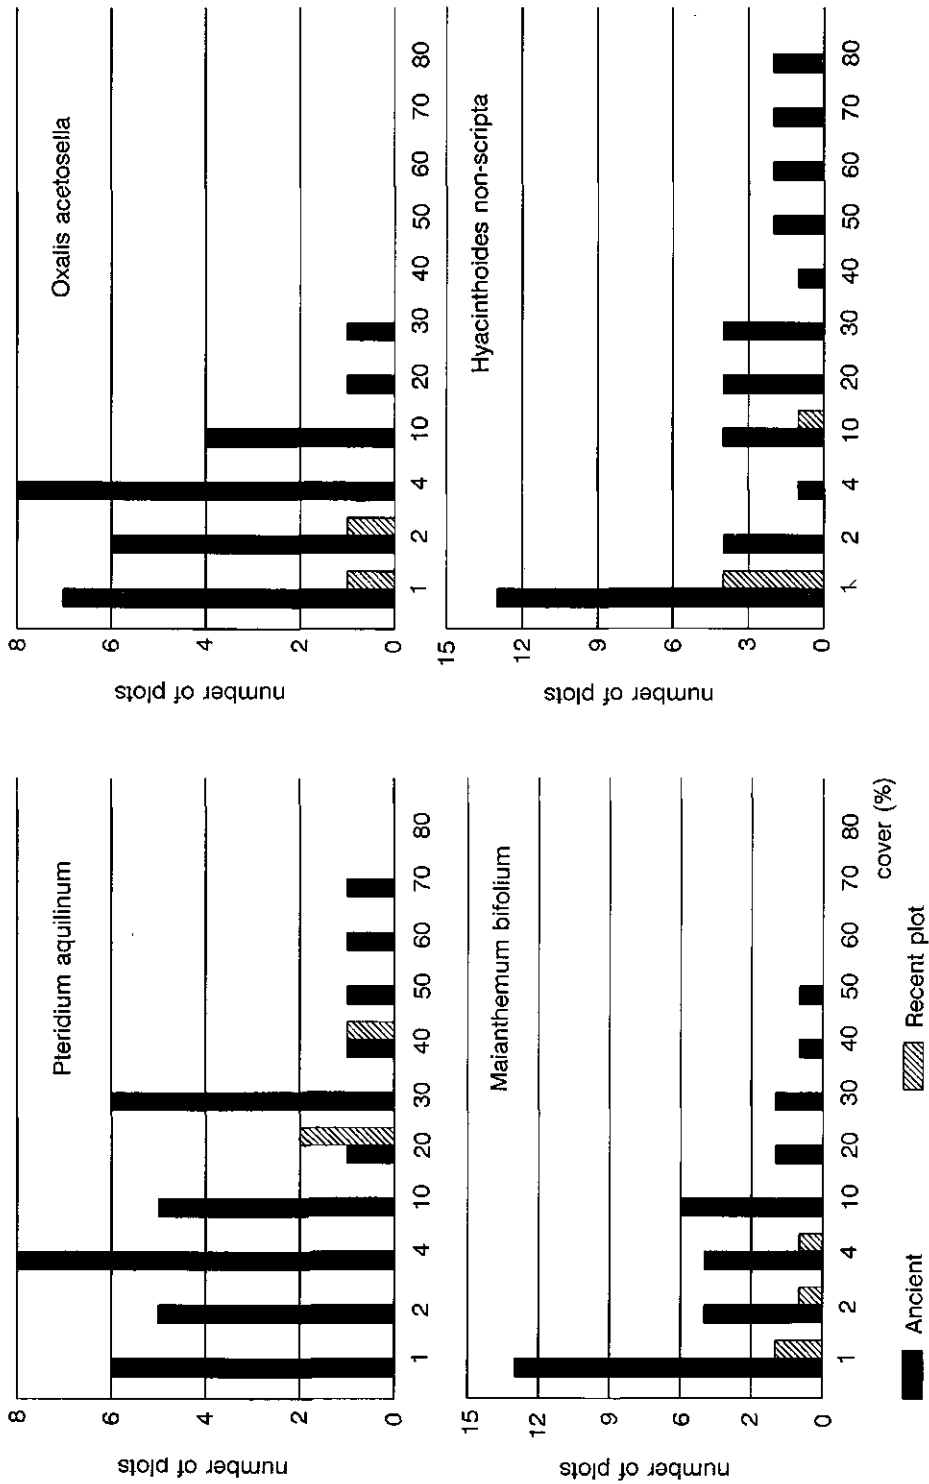 8
6
4
2
0
number of plots
Pteridium aquilinum
1 2 4 10 20 30 40 50 60 70 80
8
6
4
2
0
number of plots
Oxalis acetosella
1 2 4 10 20 30 40 50 60 70 80
15
12
9
6
2
0
number of plots
Maianthemum bifolium
1 2 4 10 20 30 40 50 60 70 80
cover (%)
15
12
9
6
3
0
number of plots
Hyacinthoides non-scripta
1 2 4 10 20 30 40 50 60 70 80
Ancient
Recent plot